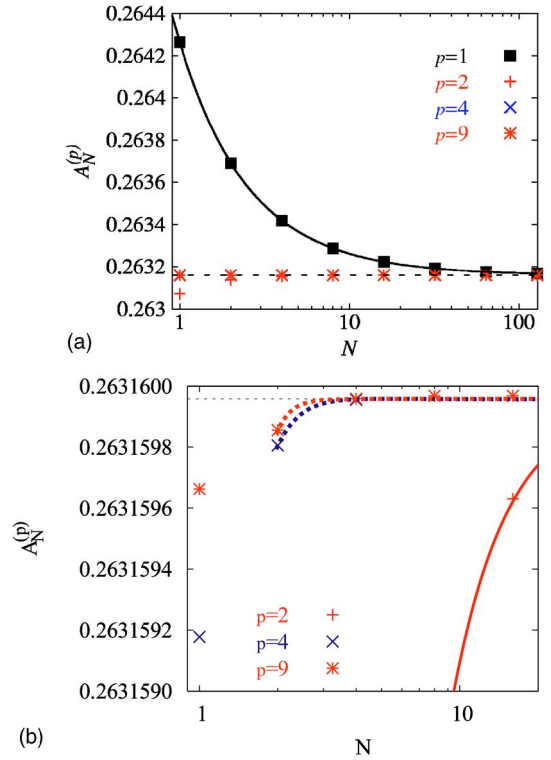 0.2644
0.2642
0.264
0.2638
0.2636
0.2634
0.2632
0.263
A_N^{(p)}
p=1
p=2
p=4
p=9
1
10
100
N
(a)
0.2631600
0.2631598
0.2631596
0.2631594
0.2631592
0.2631590
A_N^{(p)}
p=2
p=4
p=9
1
10
N
(b)